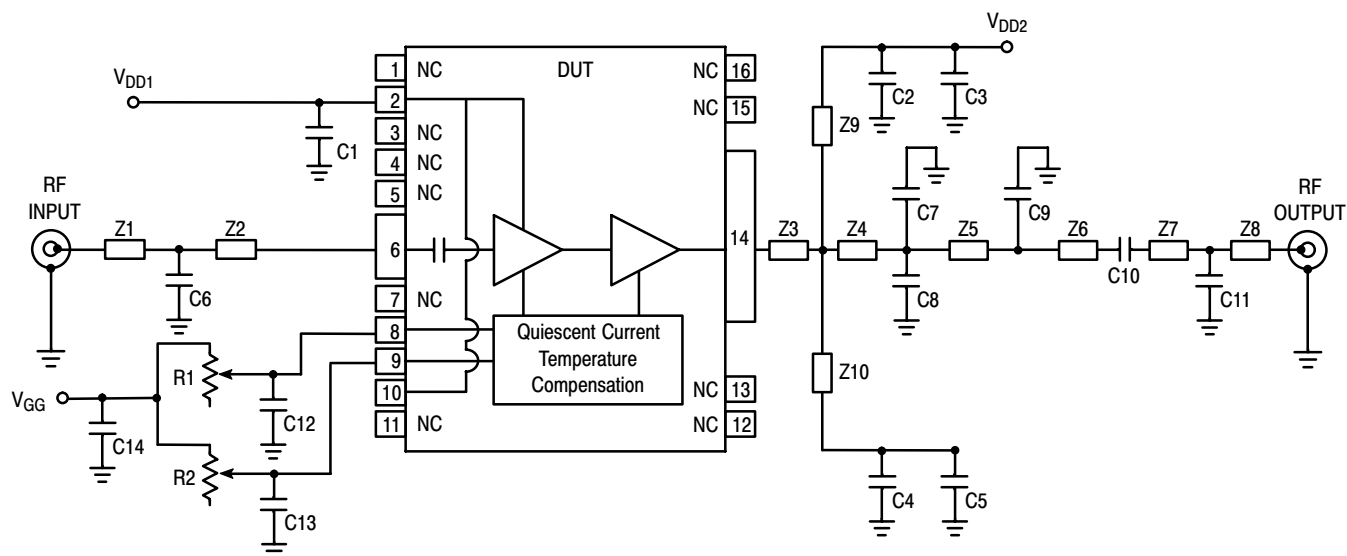 VDD2
1 NC DUT NC 16
VDD1
2
NC 15
C2 C3
3 NC
C1
Z9
4 NC
5 NC
C7 C9
RF
INPUT
RF
OUTPUT
Z1 Z2 6 14 Z3 Z4 Z5 Z6 Z7 Z8
C10
C6 C8 C11
7 NC
8 Quiescent Current
9 Temperature
Compensation
R1 Z10
10 NC 13
VGG
C12
11 NC NC 12
C14
R2
C4 C5
C13